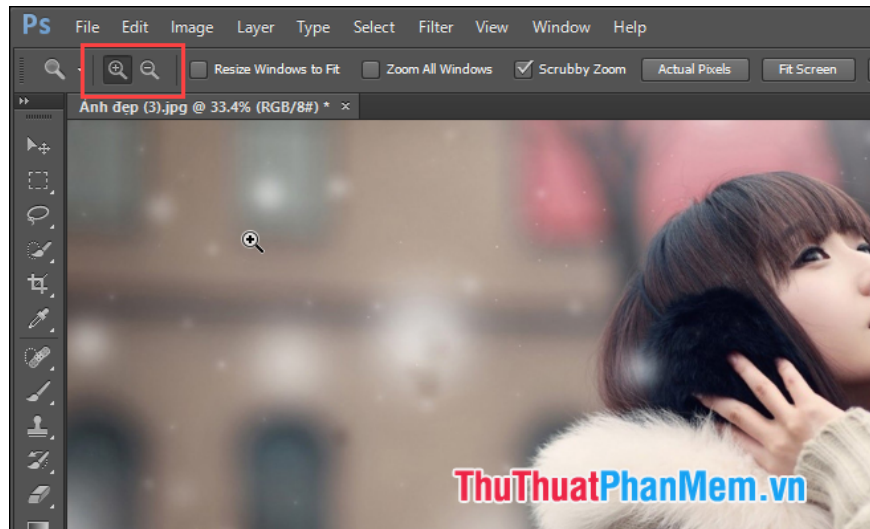 Ps File Edit Image Layer Type Select Filter View Window Help
Resize Windows to Fit Zoom All Windows Scrubby Zoom Actual Pixels Fit Screen
Ảnh đẹp (3).jpg @ 33.4% (RGB/8#) * ×
ThuThuatPhanMem.vn